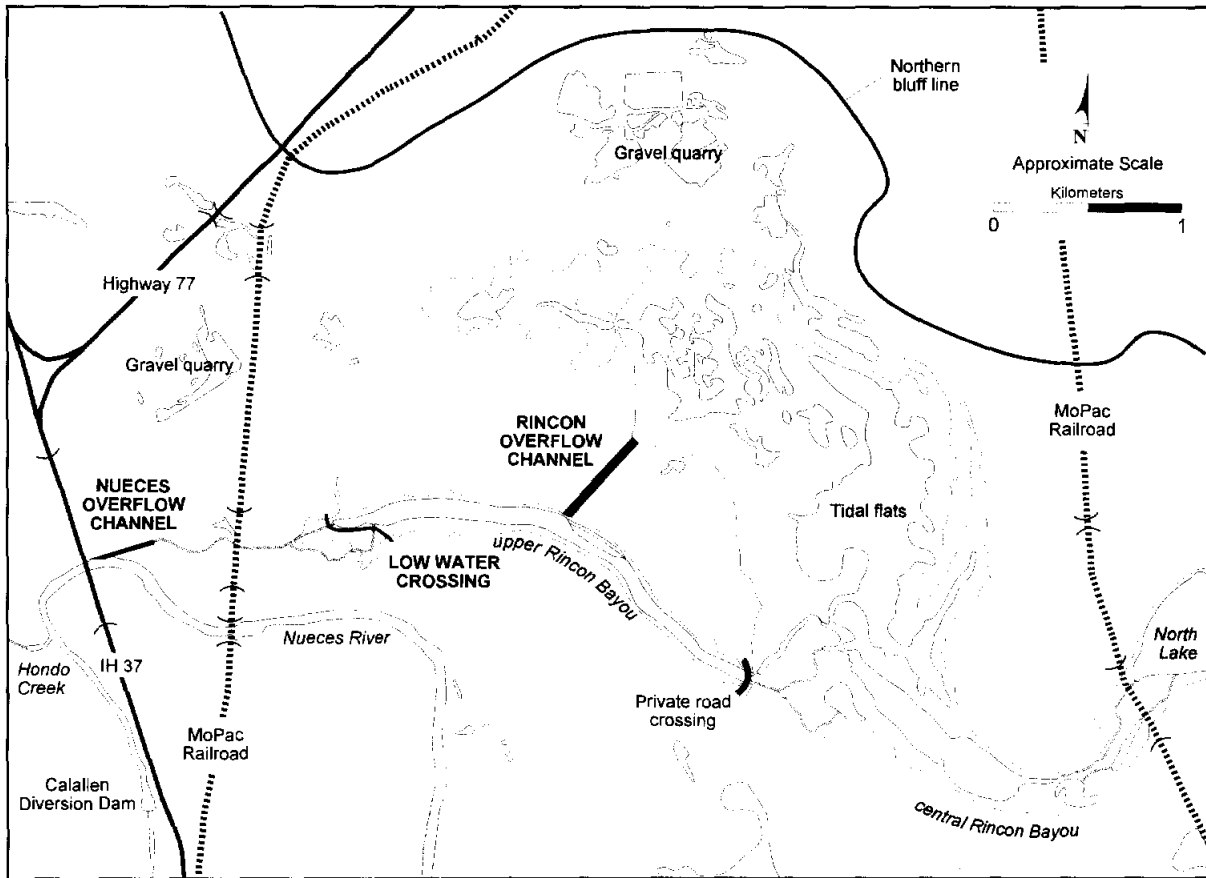 Northern
bluff line
N
Approximate Scale
Kilometers
0
1
Gravel quarry
Highway 77
Gravel quarry
MoPac
Railroad
RINCON
OVERFLOW
CHANNEL
NUECES
OVERFLOW
CHANNEL
Tidal flats
upper Rincon Bayou
LOW WATER
CROSSING
Nueces River
North
Lake
Hondo
Creek
IH 37
Private road
crossing
MoPac
Railroad
Calallen
Diversion Dam
central Rincon Bayou